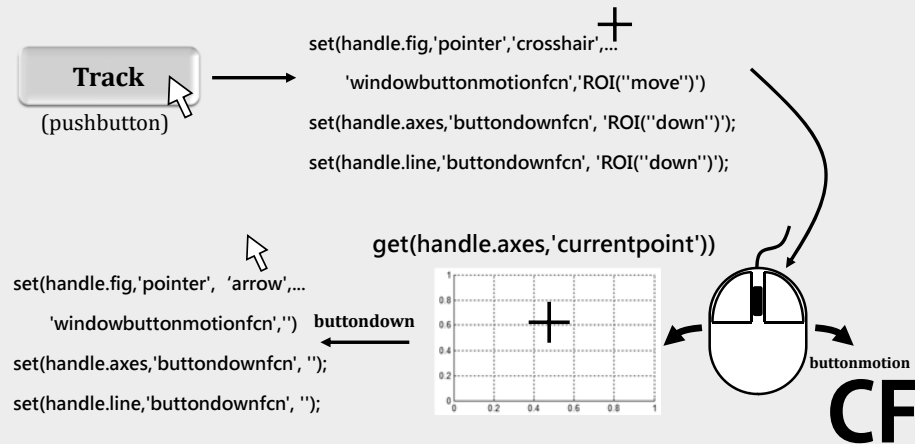 Track
(pushbutton)
set(handle.fig,'pointer','crosshair',...
'windowbuttonmotionfcn','ROI(''move'')')
set(handle.axes,'buttondownfcn', 'ROI(''down'')');
set(handle.line,'buttondownfcn', 'ROI(''down'')');
get(handle.axes,'currentpoint'))
set(handle.fig,'pointer', ‘arrow',...
'windowbuttonmotionfcn','')
set(handle.axes,'buttondownfcn', '');
set(handle.line,'buttondownfcn', '');
buttondown
1
0.8
0.6
0.4
0.2
0
0 0.2 0.4 0.6 0.8 1
buttonmotion
CF